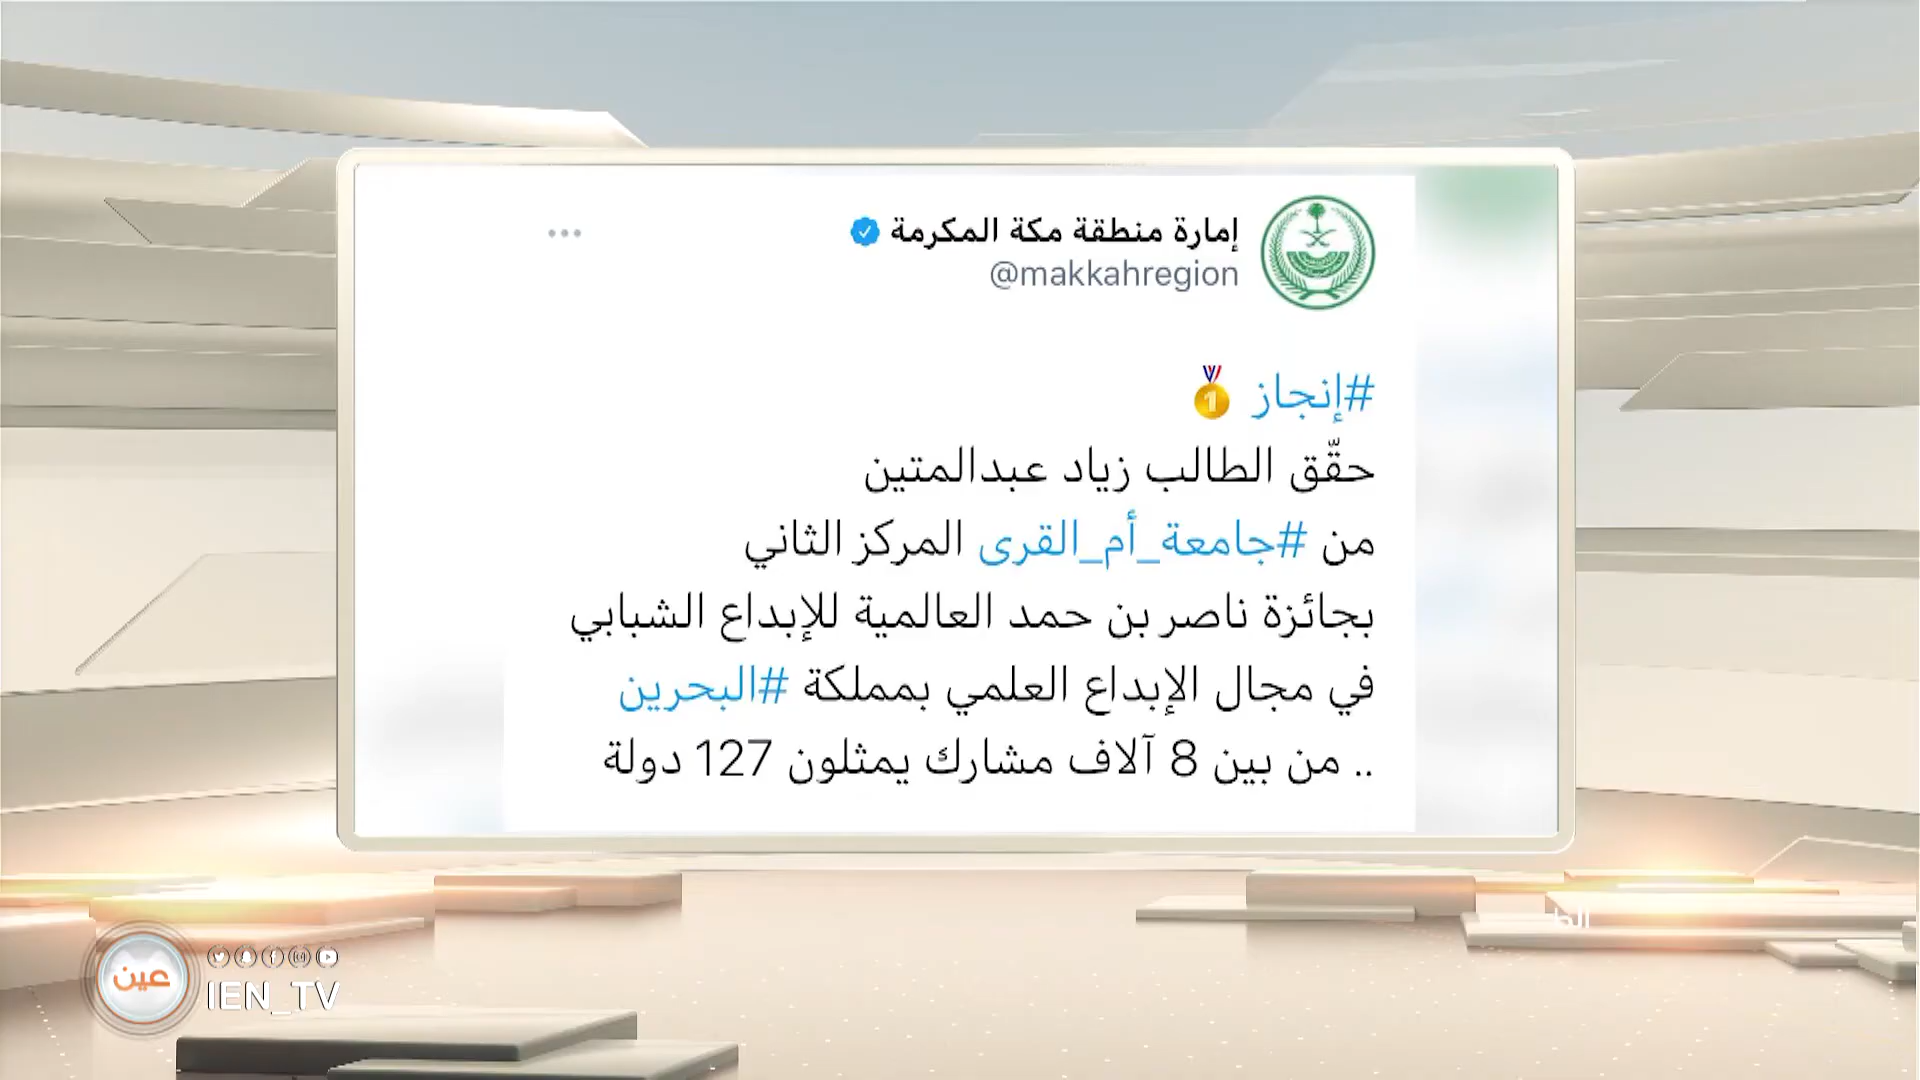 إمارة منطقة مكة المكرمة
@makkahregion
#إنجاز
حقّق الطالب زياد عبدالمتين
من #جامعة_أم_القرى المركز الثاني
بجائزة ناصر بن حمد العالمية للإبداع الشبابي
في مجال الإبداع العلمي بمملكة #البحرين
.. من بين 8 آلاف مشارك يمثلون 127 دولة
عين
IEN_TV